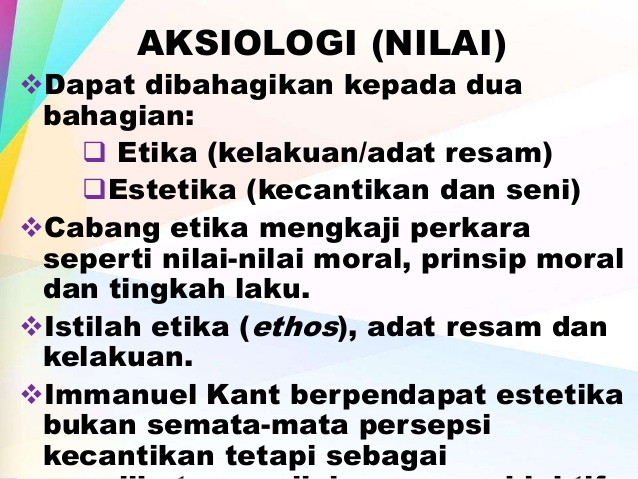 AKSIOLOGI (NILAI)
Dapat dibahagikan kepada dua
bahagian:
Etika (kelakuan/adat resam)
Estetika (kecantikan dan seni)
Cabang etika mengkaji perkara
seperti nilai-nilai moral, prinsip moral
dan tingkah laku.
Istilah etika (ethos), adat resam dan
kelakuan.
Immanuel Kant berpendapat estetika
bukan semata-mata persepsi
kecantikan tetapi sebagai